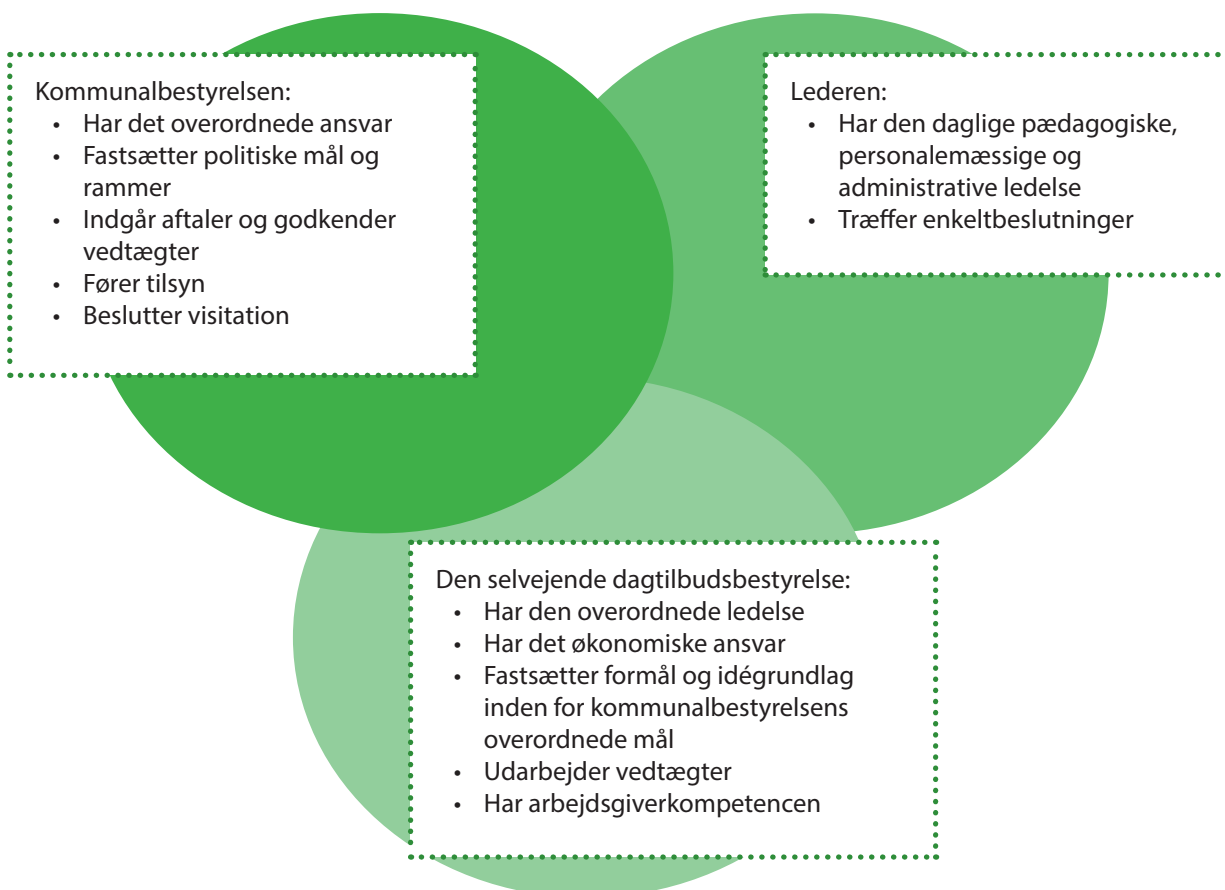 Kommunalbestyrelsen:
• Har det overordnede ansvar
• Fastsætter politiske mål og
rammer
• Indgår aftaler og godkender
vedtægter
• Fører tilsyn
• Beslutter visitation
Lederen:
• Har den daglige pædagogiske,
personalemæssige og
administrative ledelse
• Træffer enkeltbeslutninger
Den selvejende dagtilbudsbestyrelse:
• Har den overordnede ledelse
• Har det økonomiske ansvar
• Fastsætter formål og idégrundlag
inden for kommunalbestyrelsens
overordnede mål
• Udarbejder vedtægter
• Har arbejdsgiverkompetencen